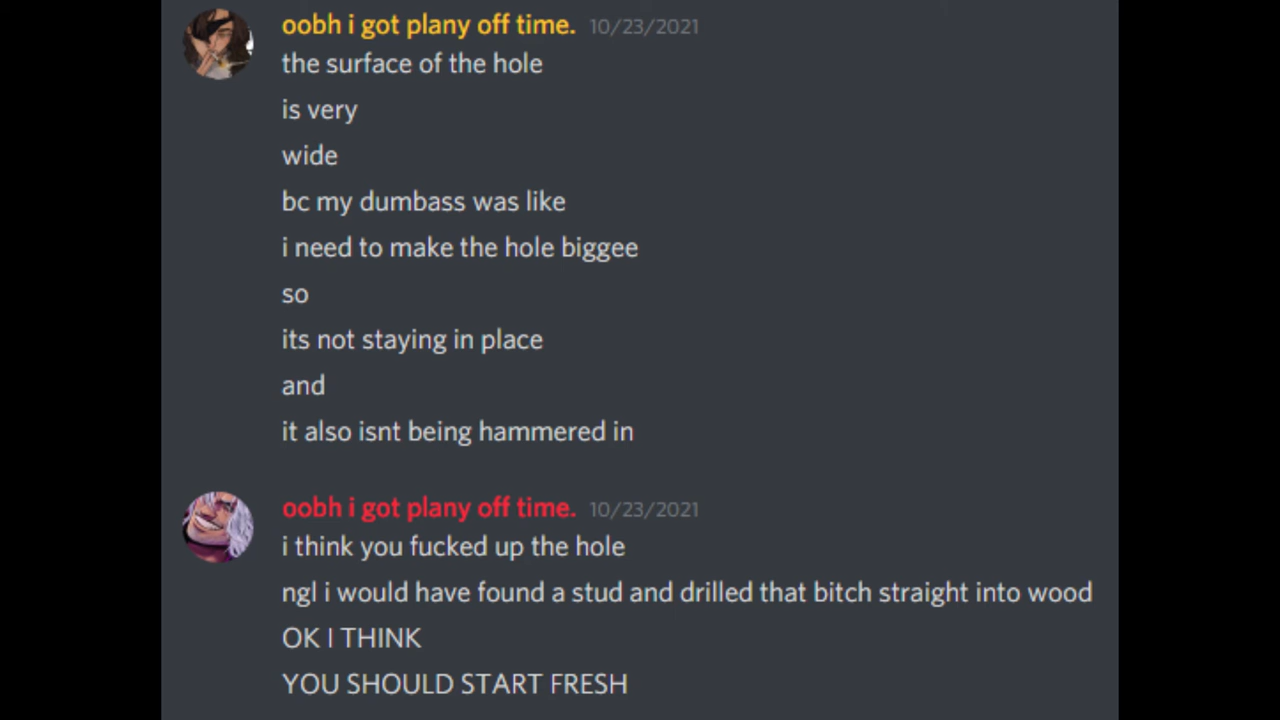 oobh i got plany off time. 10/23/2021
the surface of the hole
is very
wide
bc my dumbass was like
i need to make the hole biggee
so
its not staying in place
and
it also isnt being hammered in
oobh i got plany off time. 10/23/2021
i think you fucked up the hole
ngl i would have found a stud and drilled that bitch straight into wood
OK I THINK
YOU SHOULD START FRESH